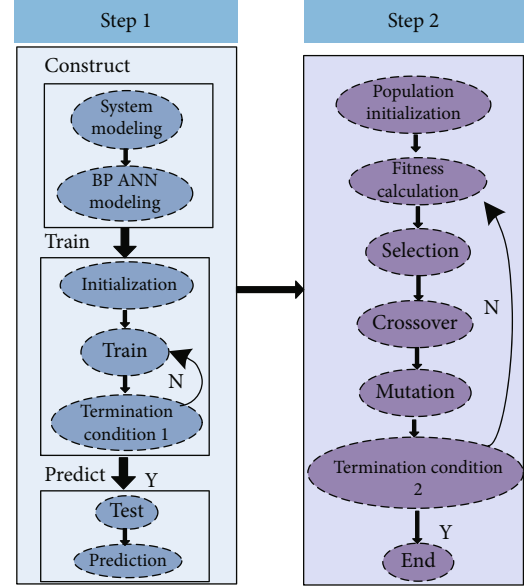 Step 1
Construct
System
modeling
BP ANN
modeling
Train
Initialization
Train
N
Termination
condition 1
Predict
Y
Test
Prediction
Step 2
Population
initialization
Fitness
calculation
Selection
N
Crossover
Mutation
Termination condition
2
Y
End